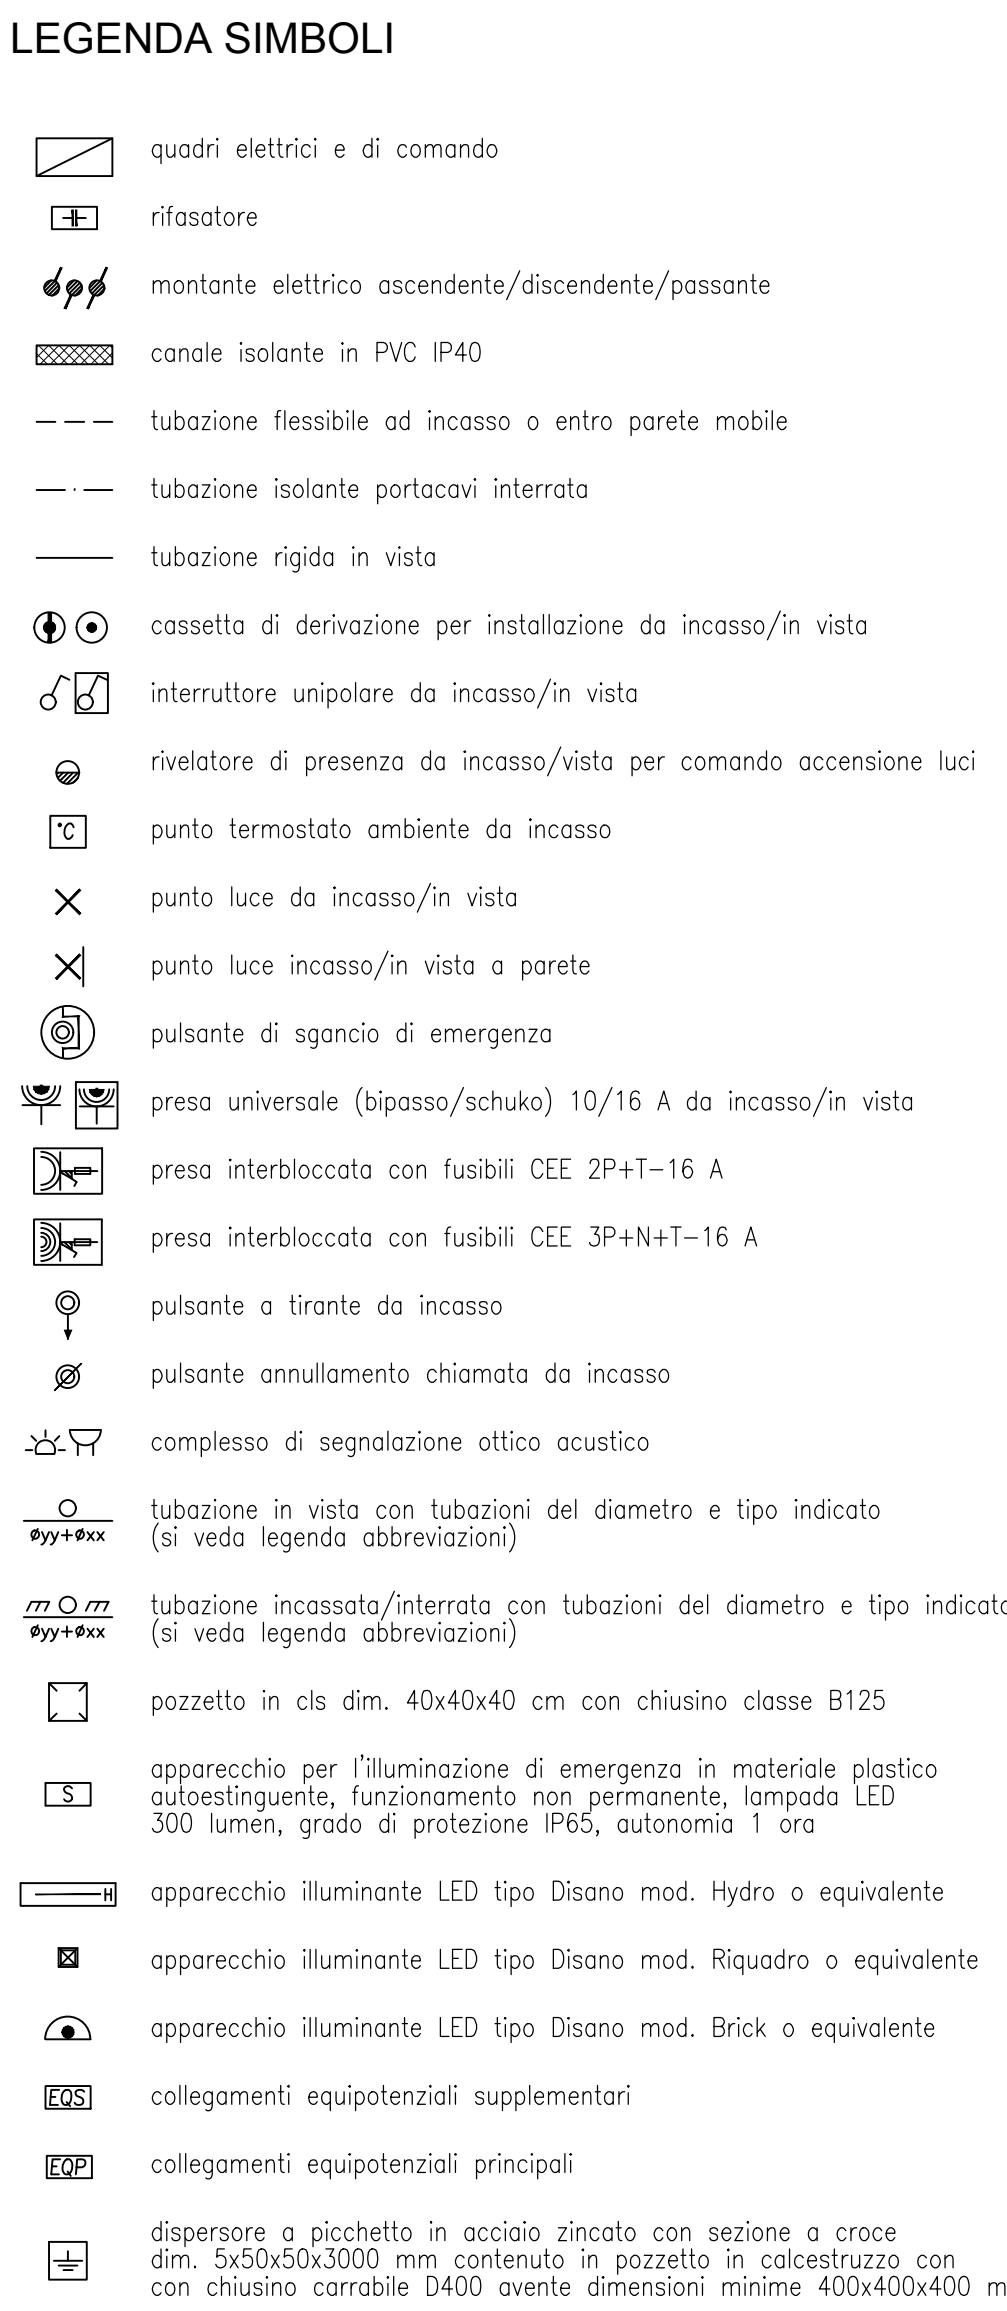 LEGENDA SIMBOLI
quadri elettrici e di comando
rifasatore
montante elettrico ascendente/discendente/passante
canale isolante in PVC IP40
tubazione flessibile ad incasso o entro parete mobile
tubazione isolante portacavi interrata
tubazione rigida in vista
cassetta di derivazione per installazione da incasso/in vista
interruttore unipolare da incasso/in vista
rivelatore di presenza da incasso/vista per comando accensione luci
°C punto termostato ambiente da incasso
punto luce da incasso/in vista
punto luce incasso/in vista a parete
pulsante di sgancio di emergenza
presa universale (bipasso/schuko) 10/16 A da incasso/in vista
presa interbloccata con fusibili CEE 2P+T-16 A
presa interbloccata con fusibili CEE 3P+N+T-16 A
pulsante a tirante da incasso
pulsante annullamento chiamata da incasso
complesso di segnalazione ottico acustico
tubazione in vista con tubazioni del diametro e tipo indicato
øyy+øxx (si veda legenda abbreviazioni)
tubazione incassata/interrata con tubazioni del diametro e tipo indicato
øyy+øxx (si veda legenda abbreviazioni)
pozzetto in cls dim. 40x40x40 cm con chiusino classe B125
apparecchio per l'illuminazione di emergenza in materiale plastico
S autoestinguente, funzionamento non permanente, lampada LED
300 lumen, grado di protezione IP65, autonomia 1 ora
H apparecchio illuminante LED tipo Disano mod. Hydro o equivalente
apparecchio illuminante LED tipo Disano mod. Riquadro o equivalente
apparecchio illuminante LED tipo Disano mod. Brick o equivalente
EQS collegamenti equipotenziali supplementari
EQP collegamenti equipotenziali principali
dispersore a picchetto in acciaio zincato con sezione a croce
dim. 5x50x50x3000 mm contenuto in pozzetto in calcestruzzo con
con chiusino carrabile D400 avente dimensioni minime 400x400x400 m